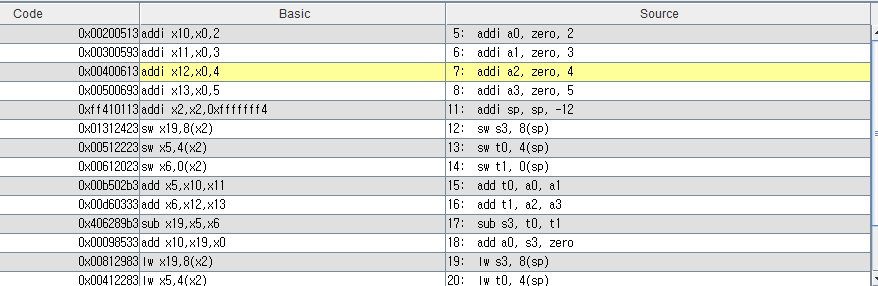 Code Basic Source
0x00200513 addi x10,x0,2 5: addi a0, zero, 2
0x00300593 addi x11,x0,3 6: addi a1, zero, 3
0x00400613 addi x12,x0,4 7: addi a2, zero, 4
0x00500693 addi x13,x0,5 8: addi a3, zero, 5
0xff410113 addi x2,x2,0xfffffff4 11: addi sp, sp, -12
0x01312423 sw x19,8(x2) 12: sw s3, 8(sp)
0x00512223 sw x5,4(x2) 13: sw t0, 4(sp)
0x00612023 sw x6,0(x2) 14: sw t1, 0(sp)
0x00b502b3 add x5,x10,x11 15: add t0, a0, a1
0x00d60333 add x6,x12,x13 16: add t1, a2, a3
0x406289b3 sub x19,x5,x6 17: sub s3, t0, t1
0x00098533 add x10,x19,x0 18: add a0, s3, zero
0x00812983 lw x19,8(x2) 19: lw s3, 8(sp)
0x00412283 lw x5,4(x2) 20: lw t0, 4(sp)